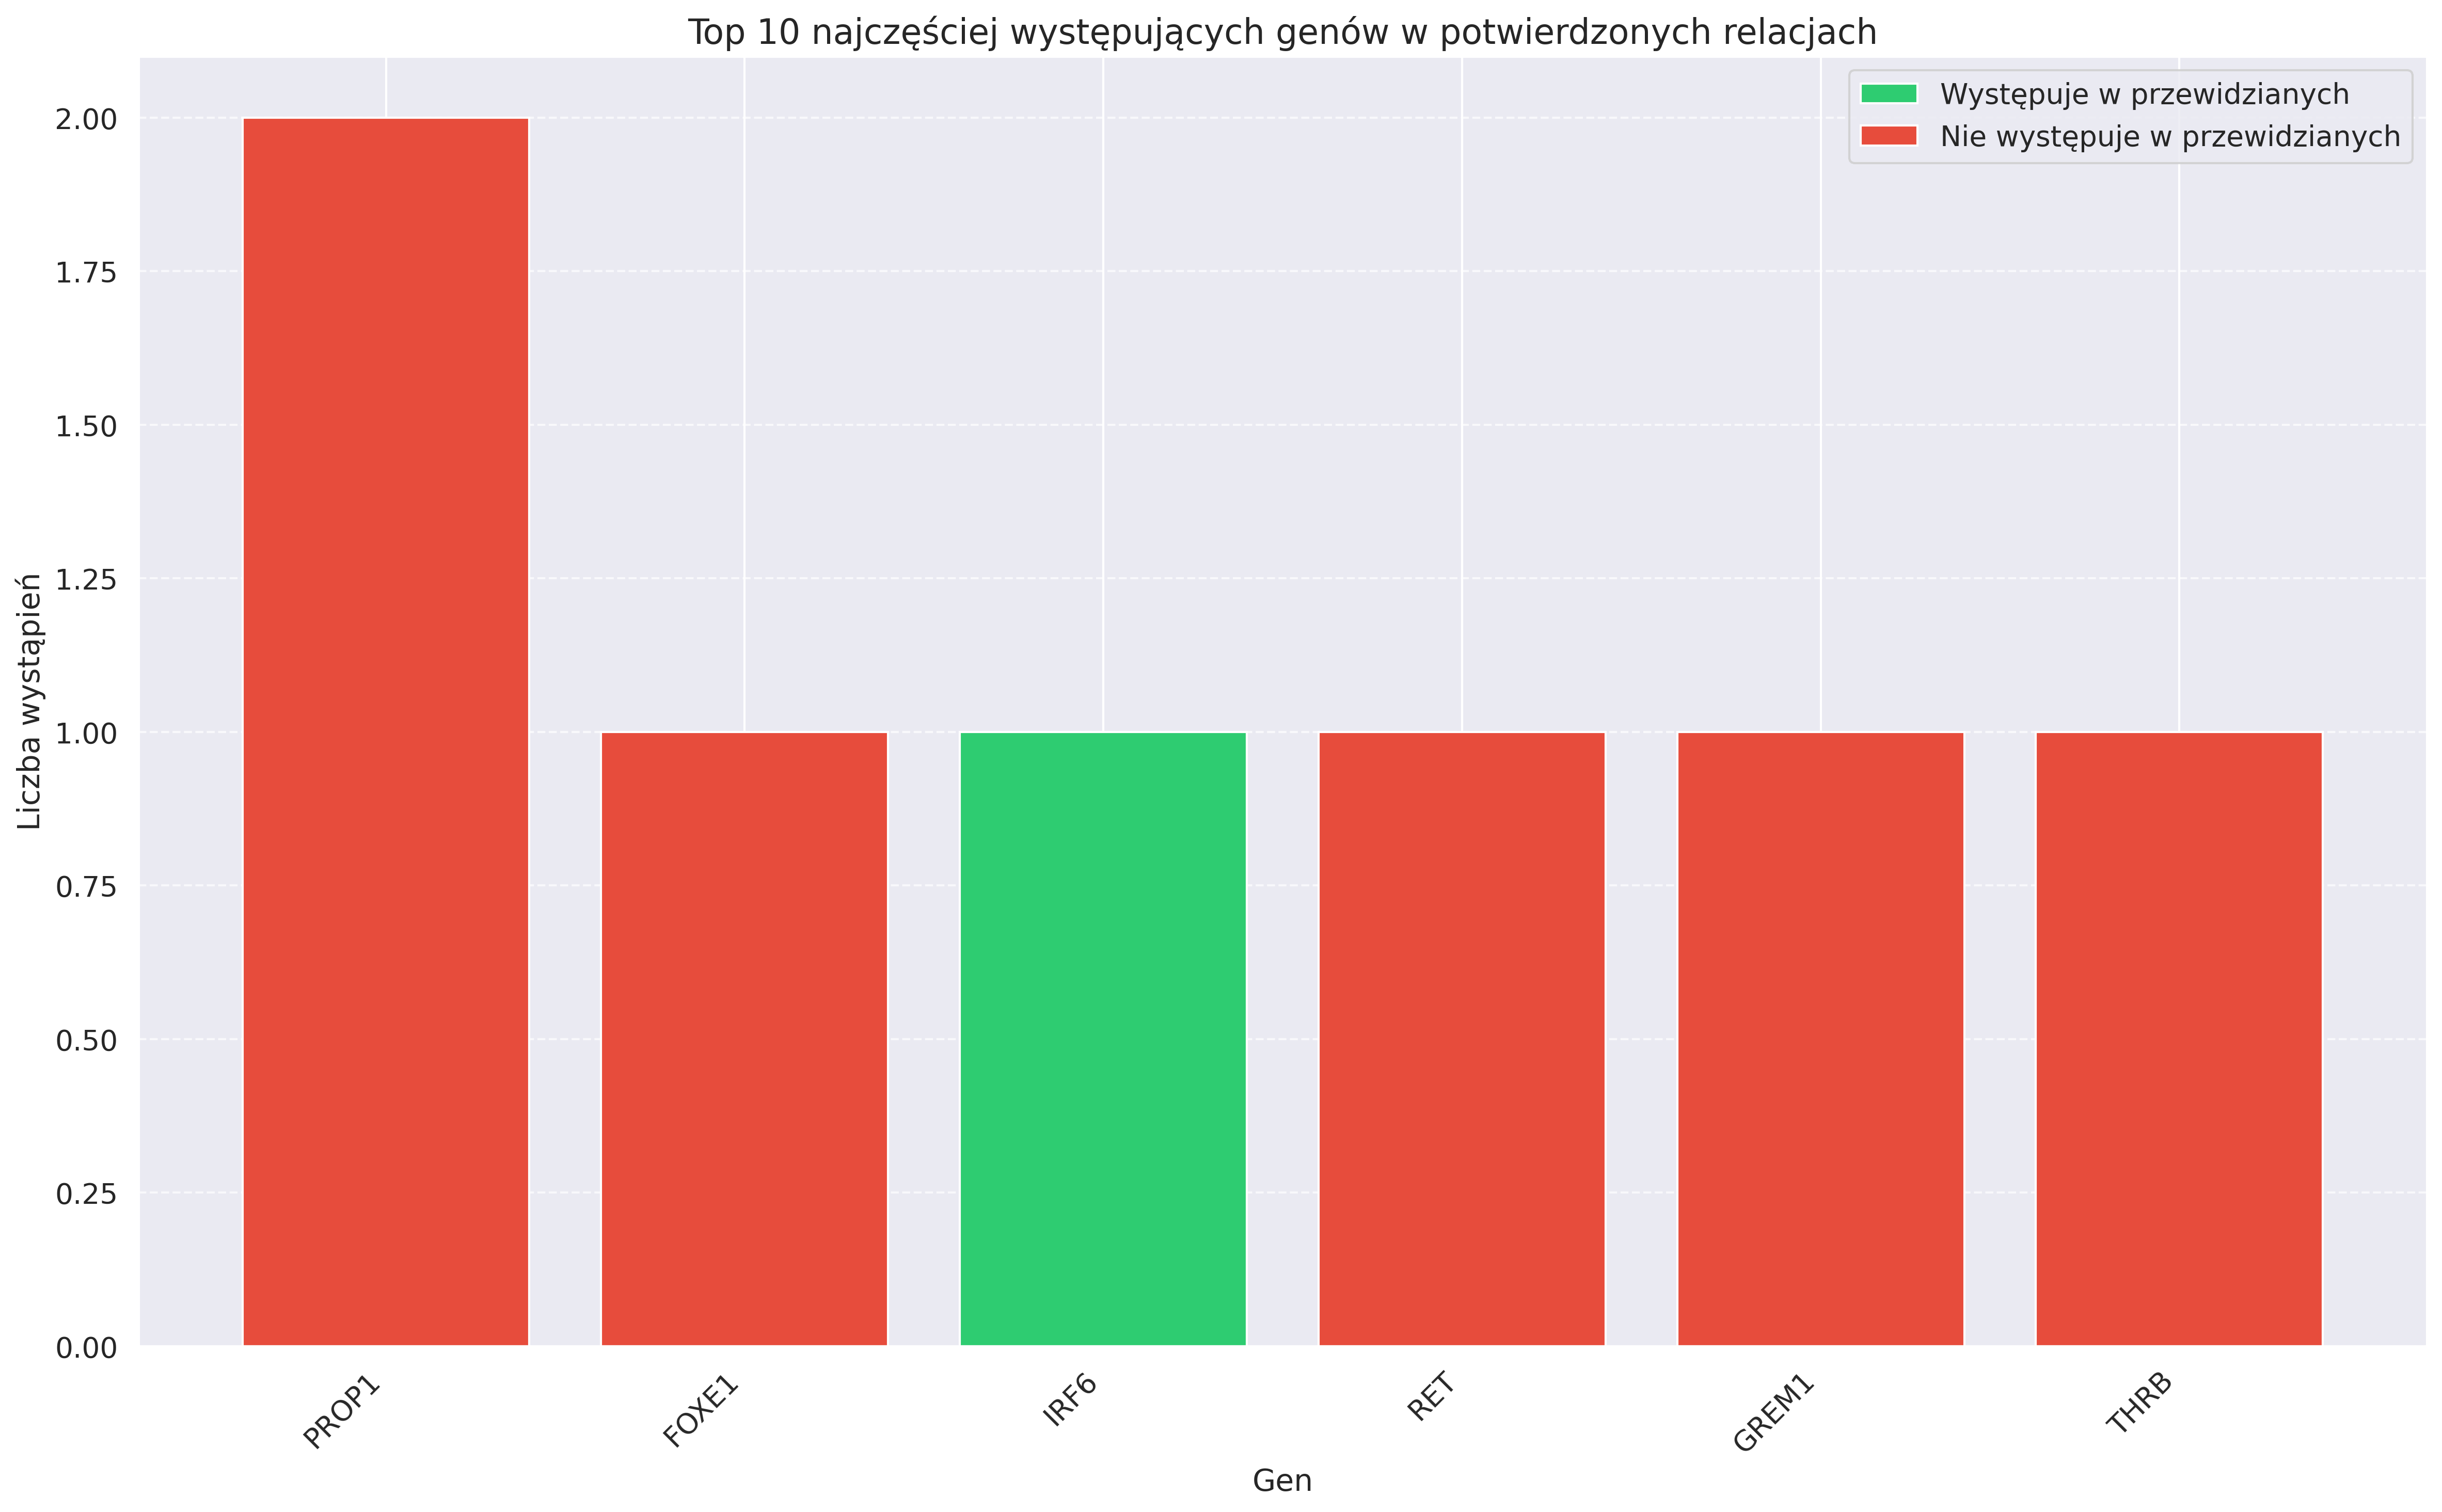 Top 10 najczęściej występujących genów w potwierdzonych relacjach
Występuje w przewidzianych
Nie występuje w przewidzianych
Liczba wystąpień
2.00
1.75
1.50
1.25
1.00
0.75
0.50
0.25
0.00
PROP1
FOXE1
IRF6
RET
GREM1
THRB
Gen